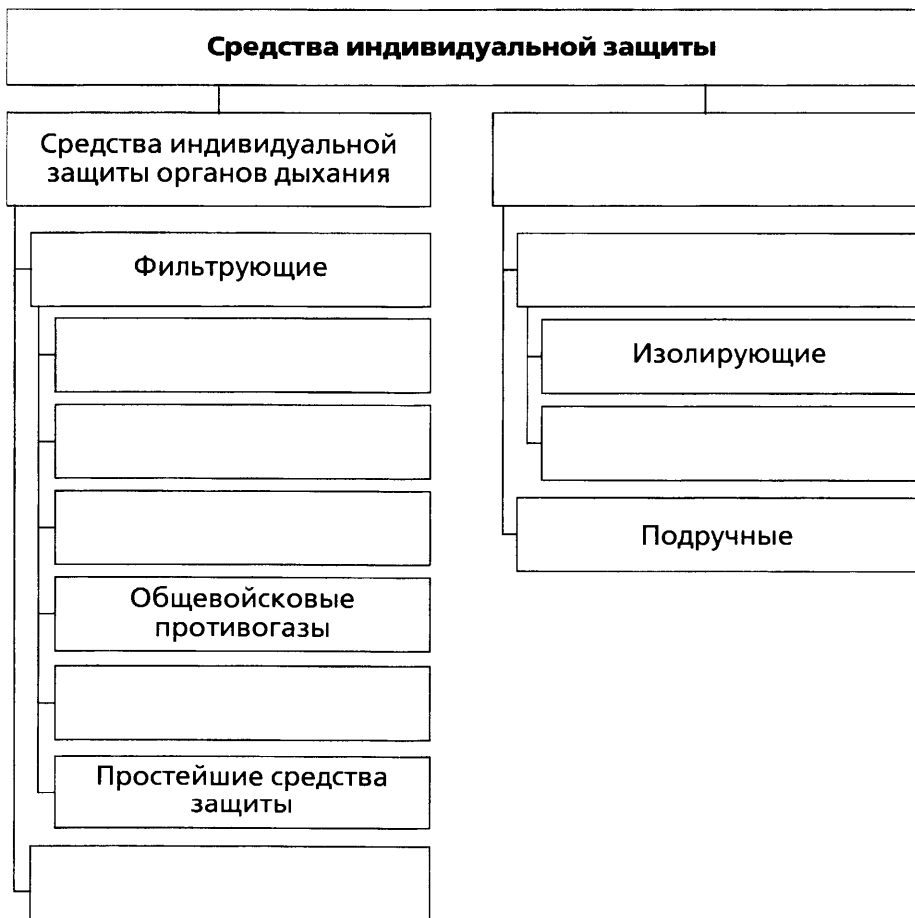 Средства индивидуальной защиты
Средства индивидуальной
защиты органов дыхания
Фильтрующие
Изолирующие
Подручные
Общевойсковые
противогазы
Простейшие средства
защиты